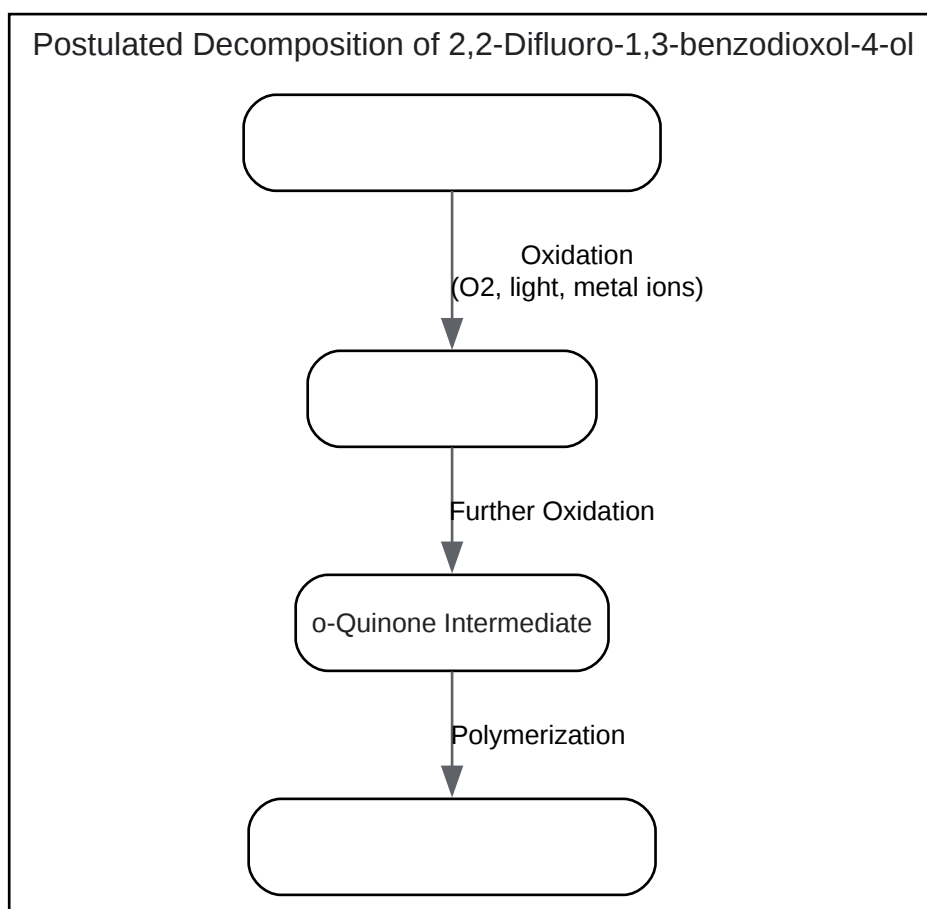 Postulated Decomposition of 2,2-Difluoro-1,3-benzodioxol-4-ol
Oxidation
(O2, light, metal ions)
Further Oxidation
o-Quinone Intermediate
Polymerization